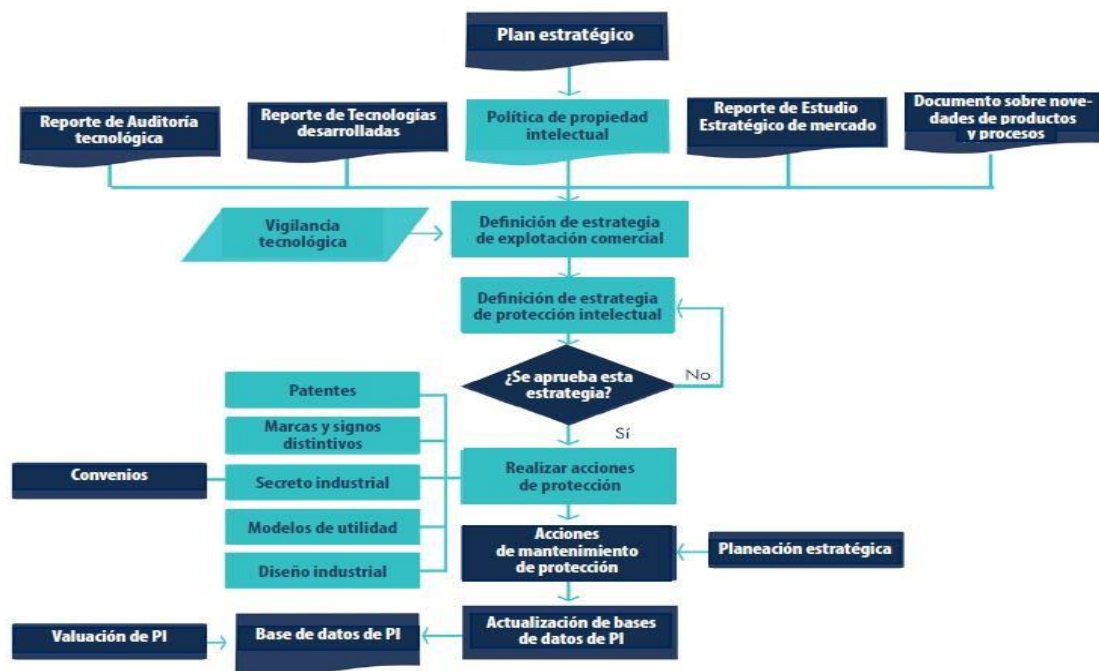 Plan estratégico
Reporte de Auditoría
tecnológica
Reporte de Tecnologías
desarrolladas
Política de propiedad
intelectual
Reporte de Estudio
Estratégico de mercado
Documento sobre nove-
dades de productos
y procesos
Vigilancia
tecnológica
Definición de estrategia
de explotación comercial
Definición de estrategia
de protección intelectual
¿Se aprueba esta
estrategia?
No
Sí
Patentes
Marcas y signos
distintivos
Convenios
Secreto industrial
Realizar acciones
de protección
Modelos de utilidad
Diseño industrial
Acciones
de mantenimiento
de protección
Planeación estratégica
Valuación de PI
Base de datos de PI
Actualización de bases
de datos de PI